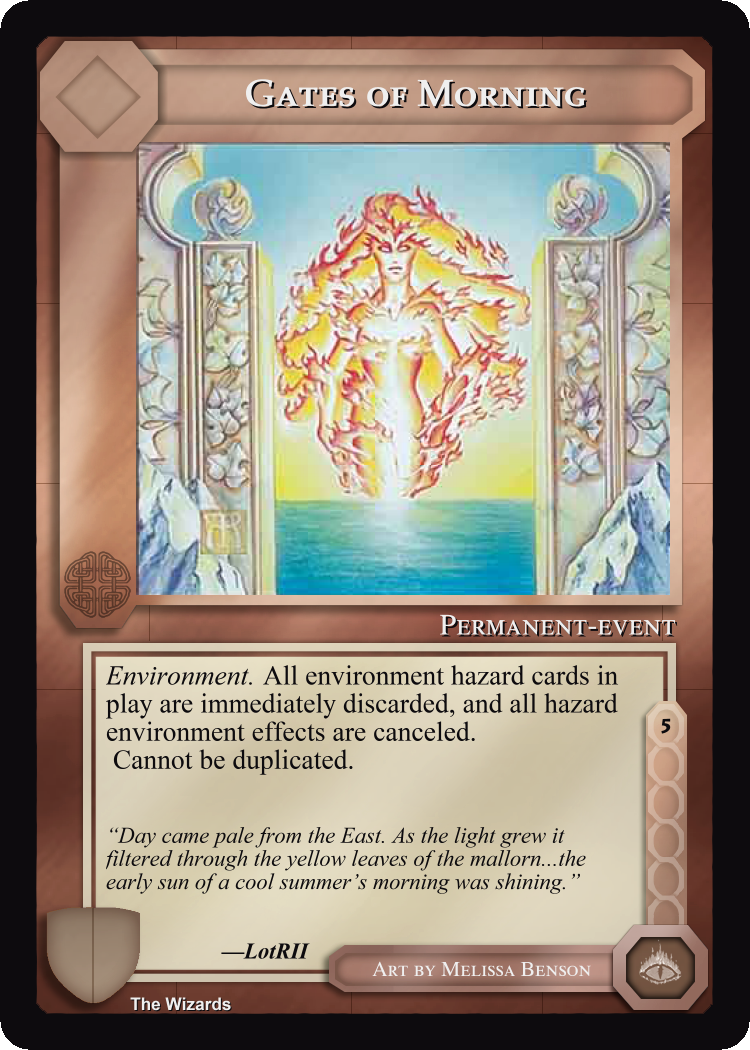 Gates of Morning
Permanent-event
Environment. All environment hazard cards in
play are immediately discarded, and all hazard
environment effects are canceled.
Cannot be duplicated.
5
“Day came pale from the East. As the light grew it
filtered through the yellow leaves of the mallorn...the
early sun of a cool summer’s morning was shining.”
—LotRII
Art by Melissa Benson
The Wizards